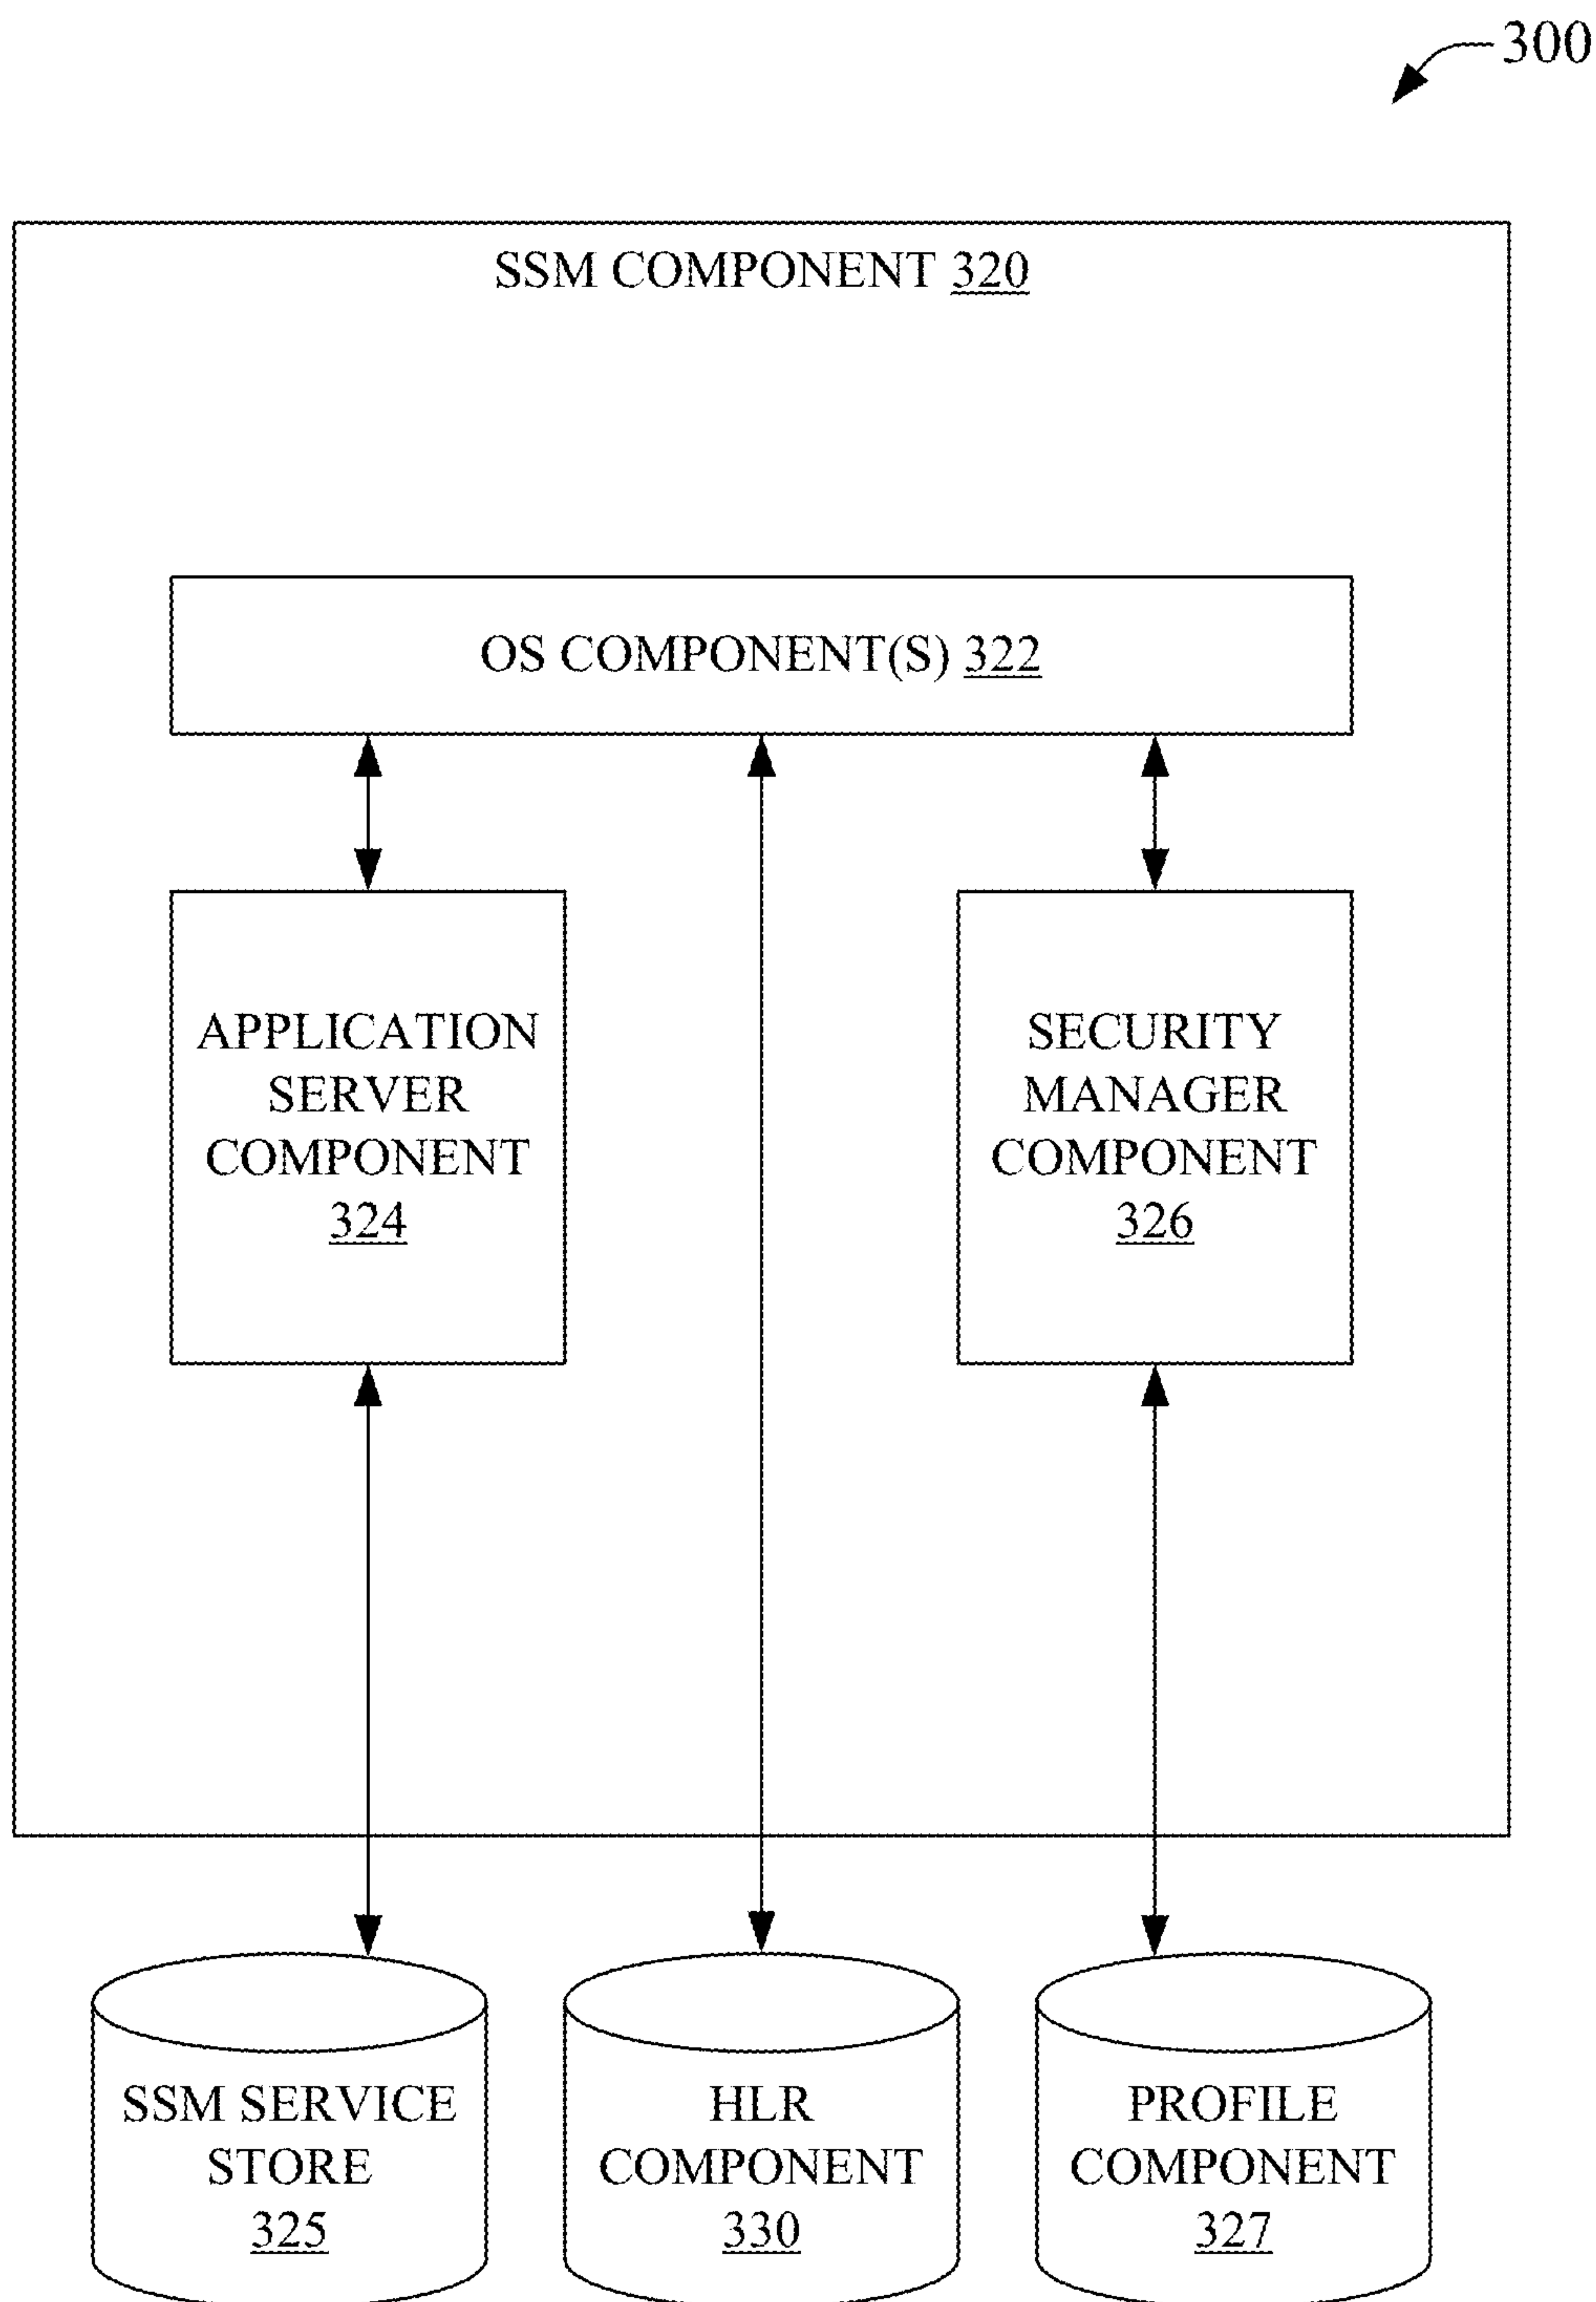 300
SSM COMPONENT 320
OS COMPONENT(S) 322
APPLICATION
SERVER
COMPONENT
324
SECURITY
MANAGER
COMPONENT
326
SSM SERVICE
STORE
325
HLR
COMPONENT
330
PROFILE
COMPONENT
327